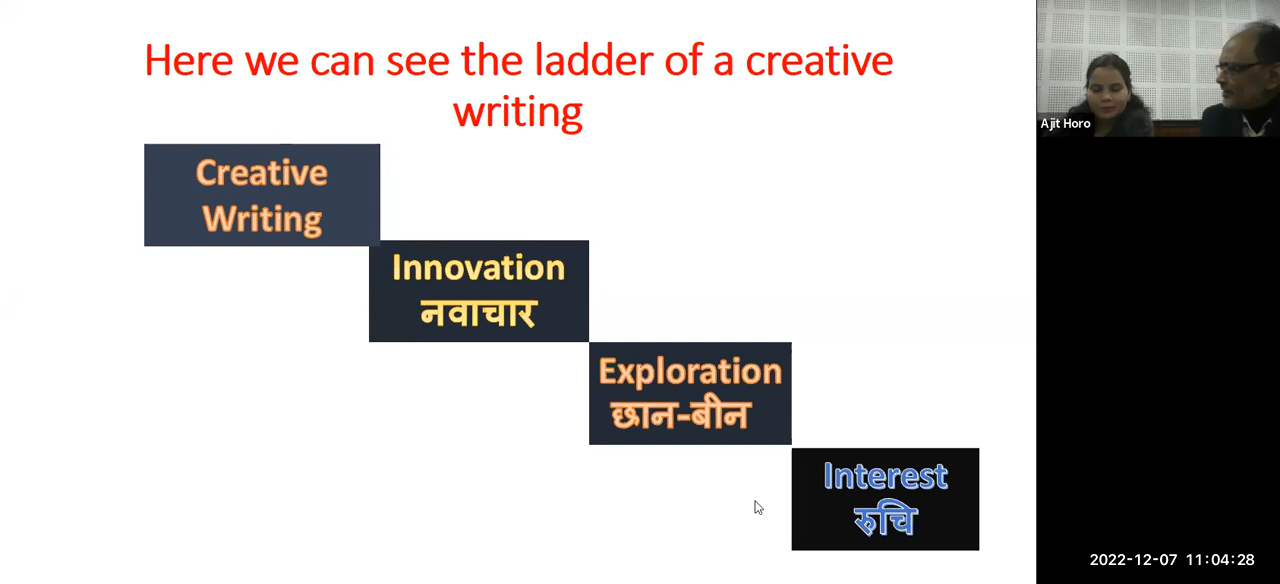 Here we can see the ladder of a creative
writing
Creative
Writing
Innovation
नवाचार
Exploration
छान-बीन
Interest
रुचि
Ajit Horo
2022-12-07 11:04:28